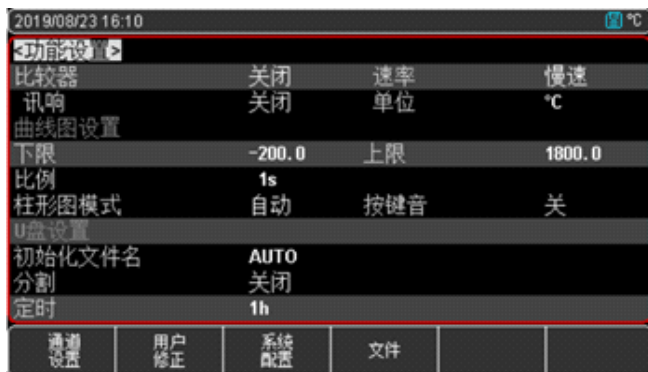 2019/08/23 16:10 ℃
<功能设置>
比较器 关闭 速率 慢速
讯响 关闭 单位 ℃
曲线图设置
下限 -200.0 上限 1800.0
比例 1s
柱形图模式 自动 按键音 关
U盘设置
初始化文件名 AUTO
分割 关闭
定时 1h
通道设置 用户修正 系统配置 文件